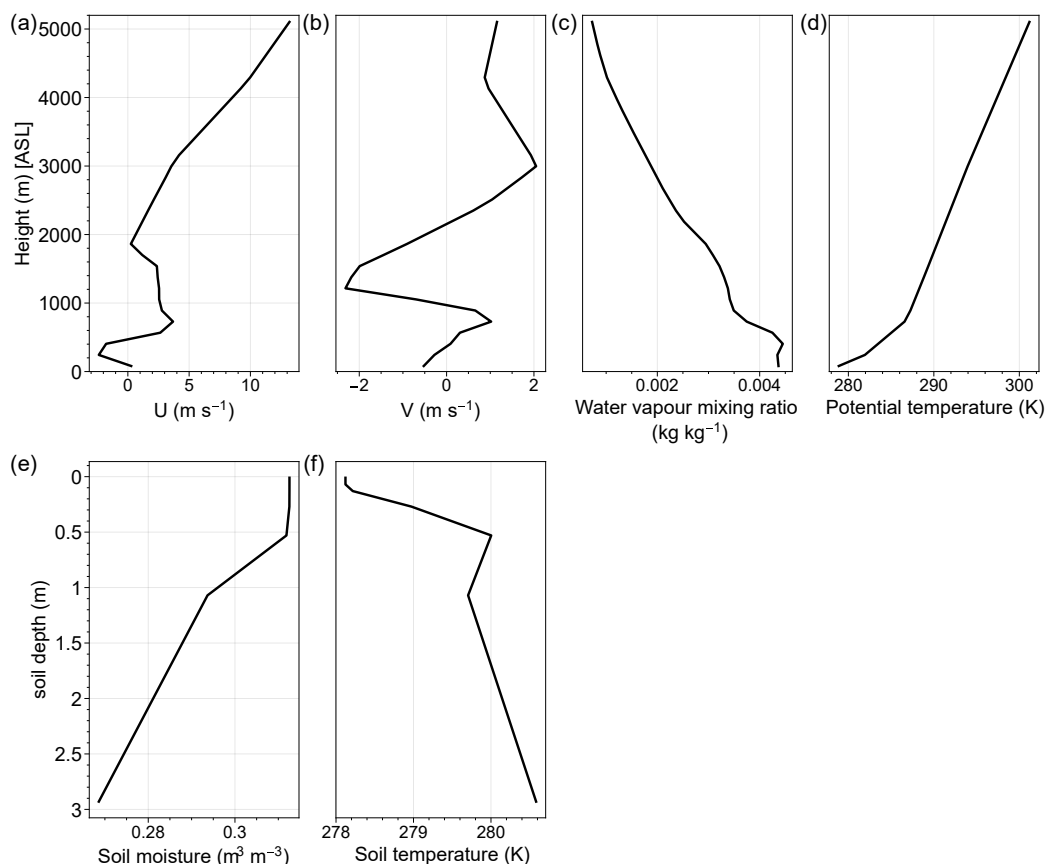 (a) (b) (c) (d)
Height (m) [ASL]
5000
4000
3000
2000
1000
0
0 5 10
U (m s⁻¹)
−2 0 2
V (m s⁻¹)
0.002 0.004
Water vapour mixing ratio
(kg kg⁻¹)
280 290 300
Potential temperature (K)
(e) (f)
soil depth (m)
0
0.5
1
1.5
2
2.5
3
0.28 0.3
Soil moisture (m³ m⁻³)
278 279 280
Soil temperature (K)